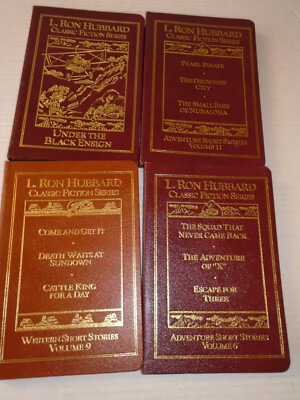 L. RON HUBBARD
CLASSIC FICTION SERIES
UNDER THE
BLACK ENSIGN
L. RON HUBBARD
CLASSIC FICTION SERIES
PEARL PIRATE
THE DROWNED
CITY
THE SMALL BOSS
OF NUNALOHA
ADVENTURE SHORT STORIES
VOLUME 11
L. RON HUBBARD
CLASSIC FICTION SERIES
COME AND GET IT
DEATH WAITS AT
SUNDOWN
CATTLE KING
FOR A DAY
WESTERN SHORT STORIES
VOLUME 9
L. RON HUBBARD
CLASSIC FICTION SERIES
THE SQUAD THAT
NEVER CAME BACK
THE ADVENTURE
OF "X"
ESCAPE FOR
THREE
ADVENTURE SHORT STORIES
VOLUME 6